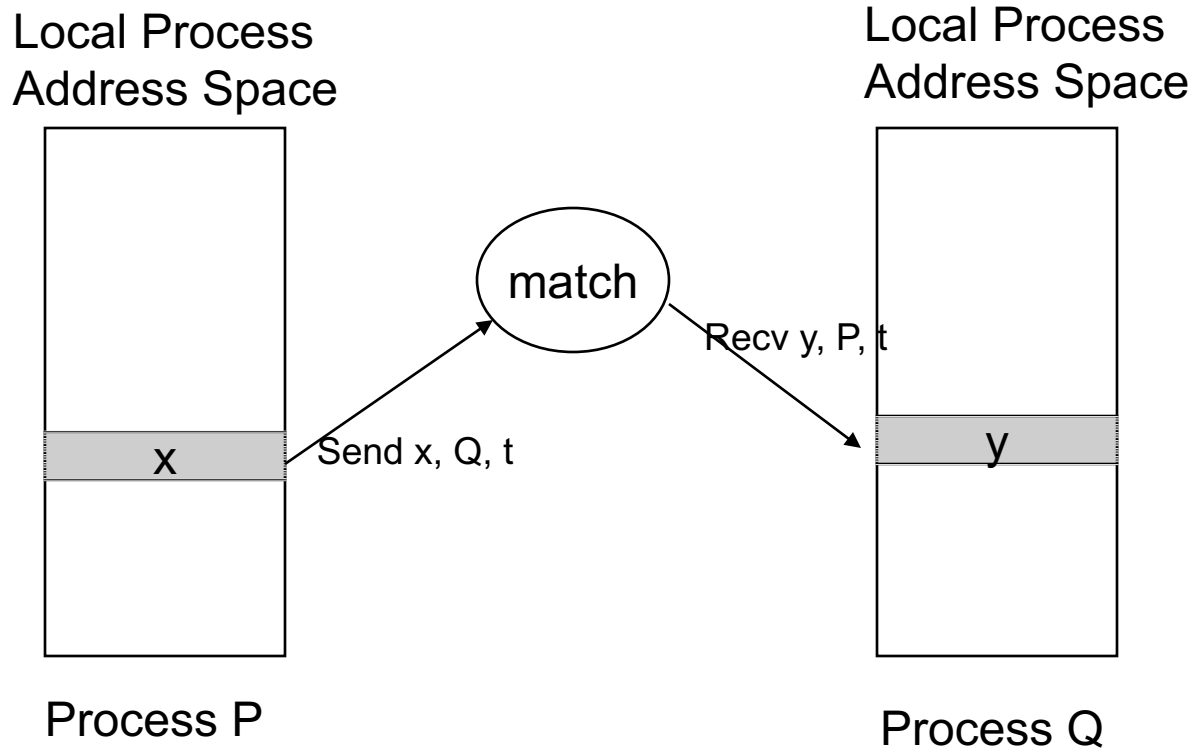 Local Process
Address Space
Local Process
Address Space
match
Recv y, P, t
x
Send x, Q, t
y
Process P
Process Q